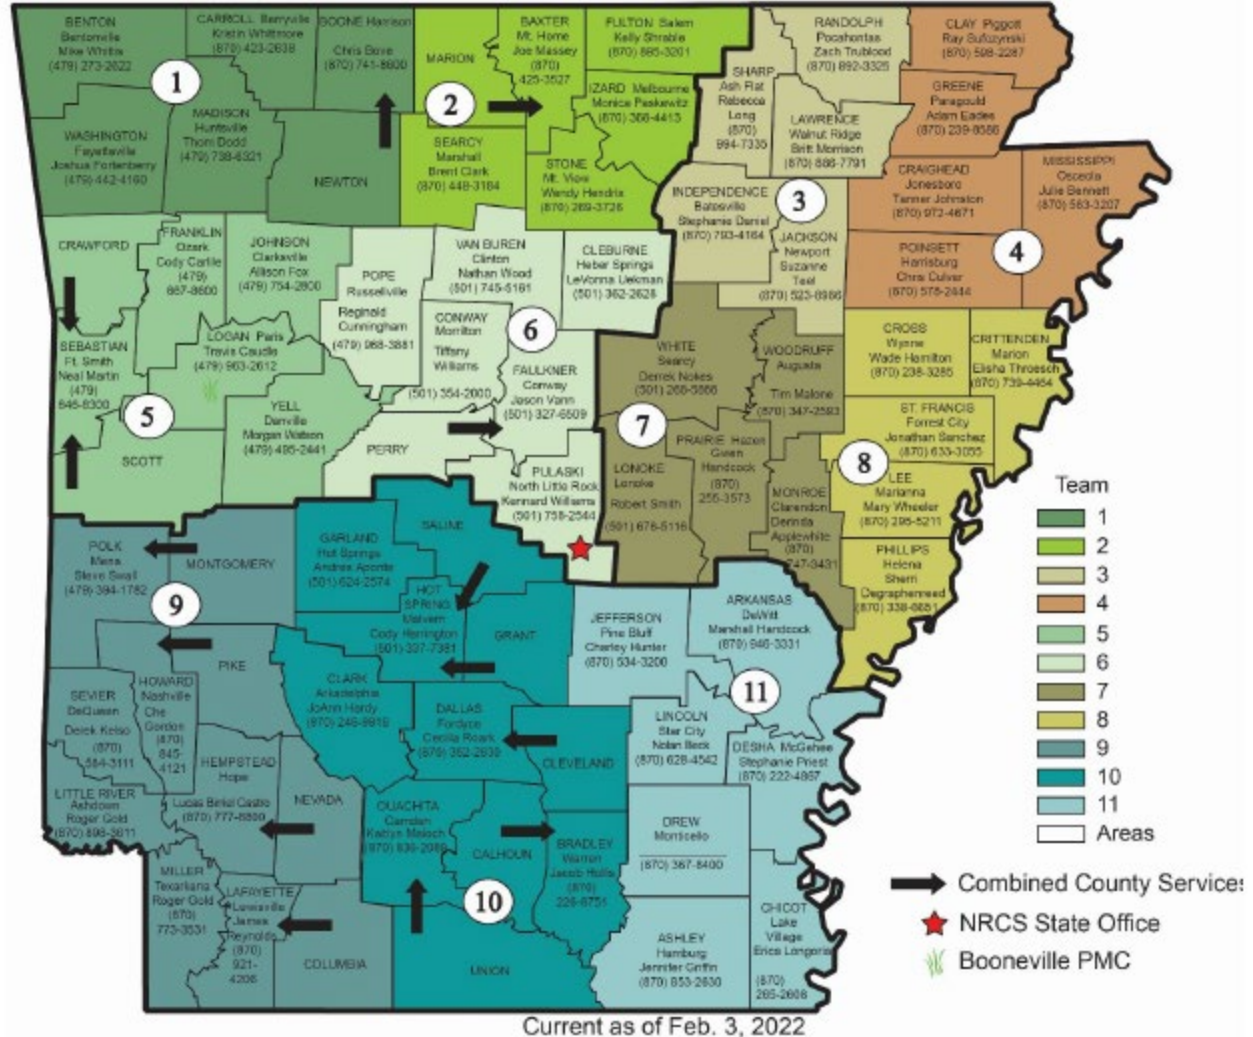 BENTON
Bentonville
Mike Whittis
(479) 273-2622
CARROLL Berryville
Kristin Whittmore
(870) 423-2638
BOONE Harrison
Chris Bove
(870) 741-8600
MARION
BAXTER
Mt. Home
Joe Massey
(870)
425-3527
FULTON Salem
Kelly Shrable
(870) 895-3201
RANDOLPH
Pocahontas
Zach Trublood
(870) 892-3325
CLAY Piggott
Ray
(870) 598-2287
1
2
WASHINGTON
Fayetteville
Joshua Fortenberry
(479) 442-4160
MADISON
Huntsville
Thom Dodd
(479) 738-6321
NEWTON
SEARCY
Marshall
Brent Clark
(870) 448-3184
IZARD Melbourne
Monica Paskewitz
(870) 368-4413
STONE
Mt. View
Wendy Hendrix
(870) 269-3726
SHARP
Ash Flat
Rebecca
Long
(870)
994-7335
LAWRENCE
Walnut Ridge
Britt Morrison
(870) 886-7791
GREENE
Paragould
Adam Eades
(870) 239-8588
INDEPENDENCE
Batesville
Stephanie Daniel
(870) 793-4164
3
JACKSON
Newport
Suzanne
Teel
(870) 523-8986
CRAIGHEAD
Jonesboro
Tanner Johnston
(870) 972-4671
MISSISSIPPI
Osceola
Julie Bennett
(870) 563-3207
POINSETT
Harrisburg
Chris Culver
(870) 578-2444
4
CRAWFORD
FRANKLIN
Ozark
Cody Carlile
(479)
667-8600
JOHNSON
Clarksville
Allison Fox
(479) 754-2800
POPE
Russellville
Reginald
Cunningham
(479) 968-3881
VAN BUREN
Clinton
Nathan Wood
(501) 745-5161
CLEBURNE
Heber Springs
LeVonna
(501) 362-2628
SEBASTIAN
Ft. Smith
Neal Martin
(479)
646-8300
LOGAN Paris
Travis Caudle
(479) 963-2612
CONWAY
Morrilton
Tiffany
Williams
(501) 354-2000
6
FAULKNER
Conway
Jason Vann
(501) 327-6509
5
SCOTT
YELL
Danville
Morgan Watson
(479) 495-2441
PERRY
PULASKI
North Little Rock
Kennard Williams
(501) 758-2544
WHITE
Searcy
Derrek Nokes
(501) 268-5866
WOODRUFF
Augusta
Tim Malone
(870) 347-2593
7
LONOKE
Lonoke
Robert Smith
(501) 676-5116
PRAIRIE Hazen
Gwen
Handcock
(870)
255-3573
MONROE
Clarendon
Derinda
Applewhite
(870)
747-3431
CROSS
Wynne
Wade Hamilton
(870) 238-3285
CRITTENDEN
Marion
Elisha Throesch
(870) 739-4464
ST. FRANCIS
Forrest City
Jonathan Sanchez
(870) 633-3055
8
LEE
Marianna
Mary Wheeler
(870) 295-5211
PHILLIPS
Helena
Sherri
Degraphenreed
(870) 338-8651
POLK
Mena
Steve Swall
(479) 394-1782
MONTGOMERY
9
PIKE
SEVIER
DeQueen
Derek Kelso
(870)
584-3111
HOWARD
Nashville
Che
Gordon
(870)
845-
4121
HEMPSTEAD
Hope
Castro
(870) 777-8800
NEVADA
LITTLE RIVER
Ashdown
Roger Gold
(870) 898-3611
MILLER
Texarkana
Roger Gold
(870)
773-3531
LAFAYETTE
Lewisville
James
Reynolds
(870)
921-
4206
COLUMBIA
GARLAND
Hot Springs
Andrea Aponte
(501) 624-2574
SALINE
HOT
SPRING
Malvern
Cody Harrington
(501) 337-7381
GRANT
CLARK
Arkadelphia
JoAnn Hardy
(870) 246-9816
DALLAS
Fordyce
Cecilia Roark
(870) 352-2830
CLEVELAND
OUACHITA
Camden
Kaitlyn Maloch
(870) 836-2089
CALHOUN
BRADLEY
Warren
Jacob Hollis
(870)
226-6751
10
UNION
JEFFERSON
Pine Bluff
Charley Hunter
(870) 534-3200
ARKANSAS
DeWitt
Marshall Handcock
(870) 946-3331
11
LINCOLN
Star City
Nolan Beck
(870) 628-4542
DESHA McGehee
Stephanie Priest
(870) 222-4867
DREW
Monticello
(870) 367-8400
ASHLEY
Hamburg
Jennifer Griffin
(870) 853-2630
CHICOT
Lake
Village
Erica Longoria
(870)
265-2608
Team
1
2
3
4
5
6
7
8
9
10
11
Areas
Combined County Services
NRCS State Office
Booneville PMC
Current as of Feb. 3, 2022